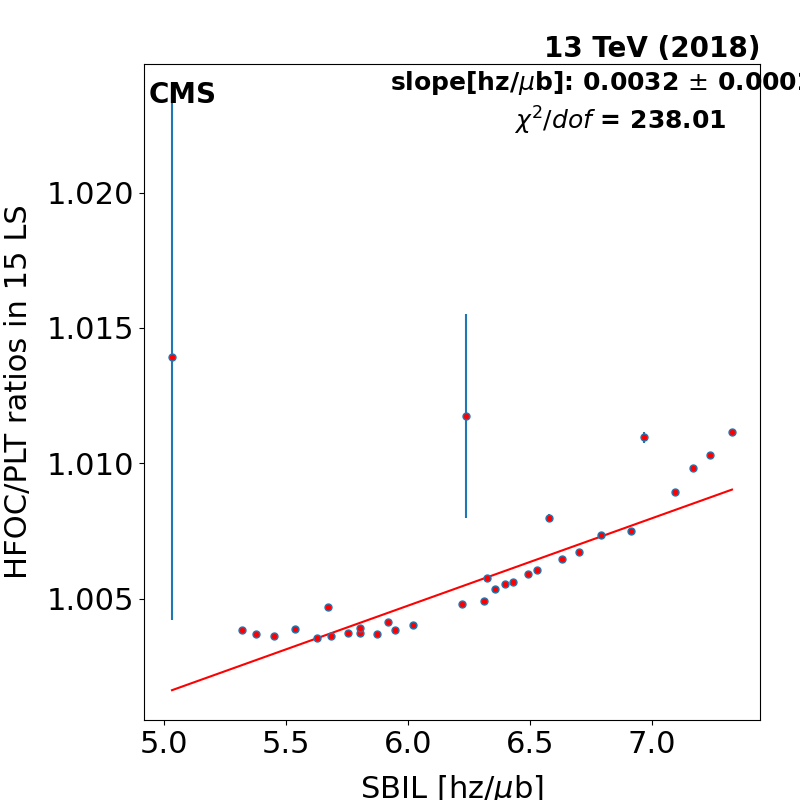 13 TeV (2018)
CMS
slope[hz/μb]: 0.0032 ± 0.000
χ²/dof = 238.01
HFOC/PLT ratios in 15 LS
1.020
1.015
1.010
1.005
5.0 5.5 6.0 6.5 7.0
SBIL [hz/μb]